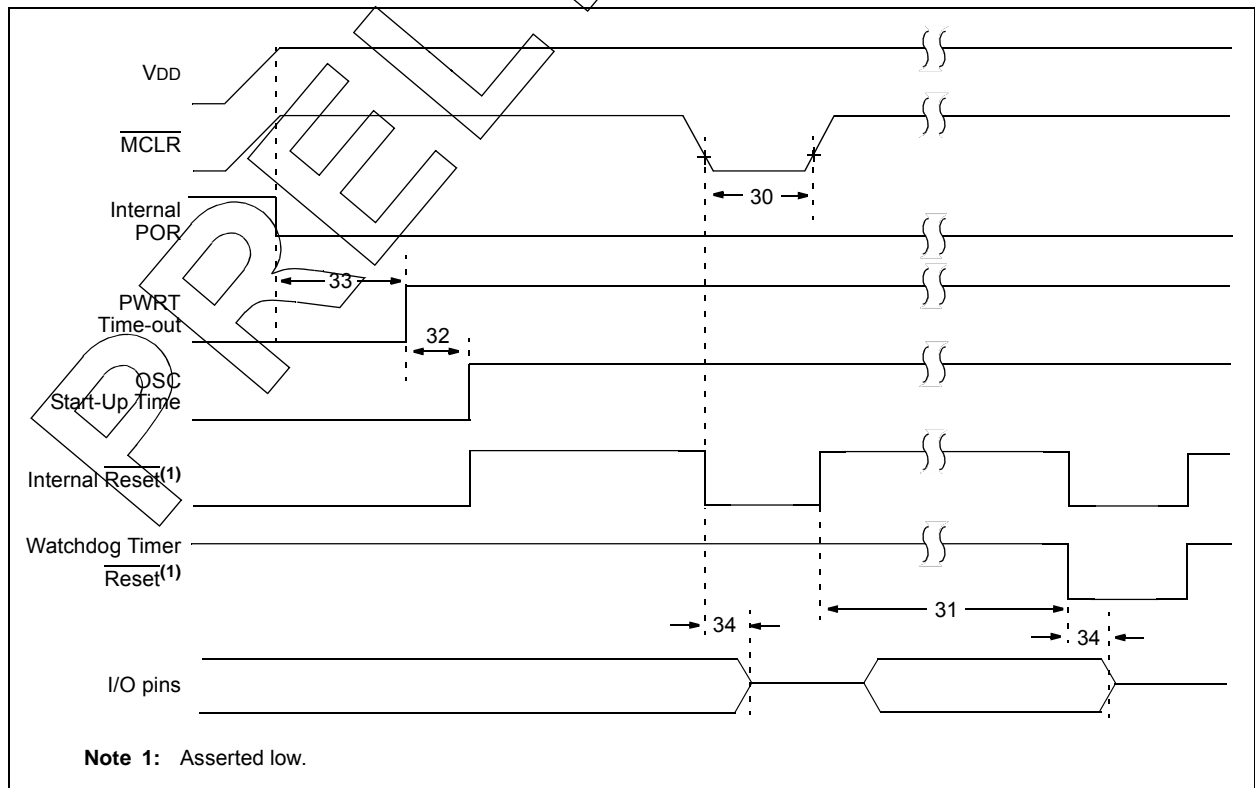 VDD
MCLR
30
Internal
POR
33
PWRT
Time-out
32
OSC
Start-Up Time
Internal Reset(1)
Watchdog Timer
Reset(1)
31
34
34
I/O pins
Note 1: Asserted low.
PREL